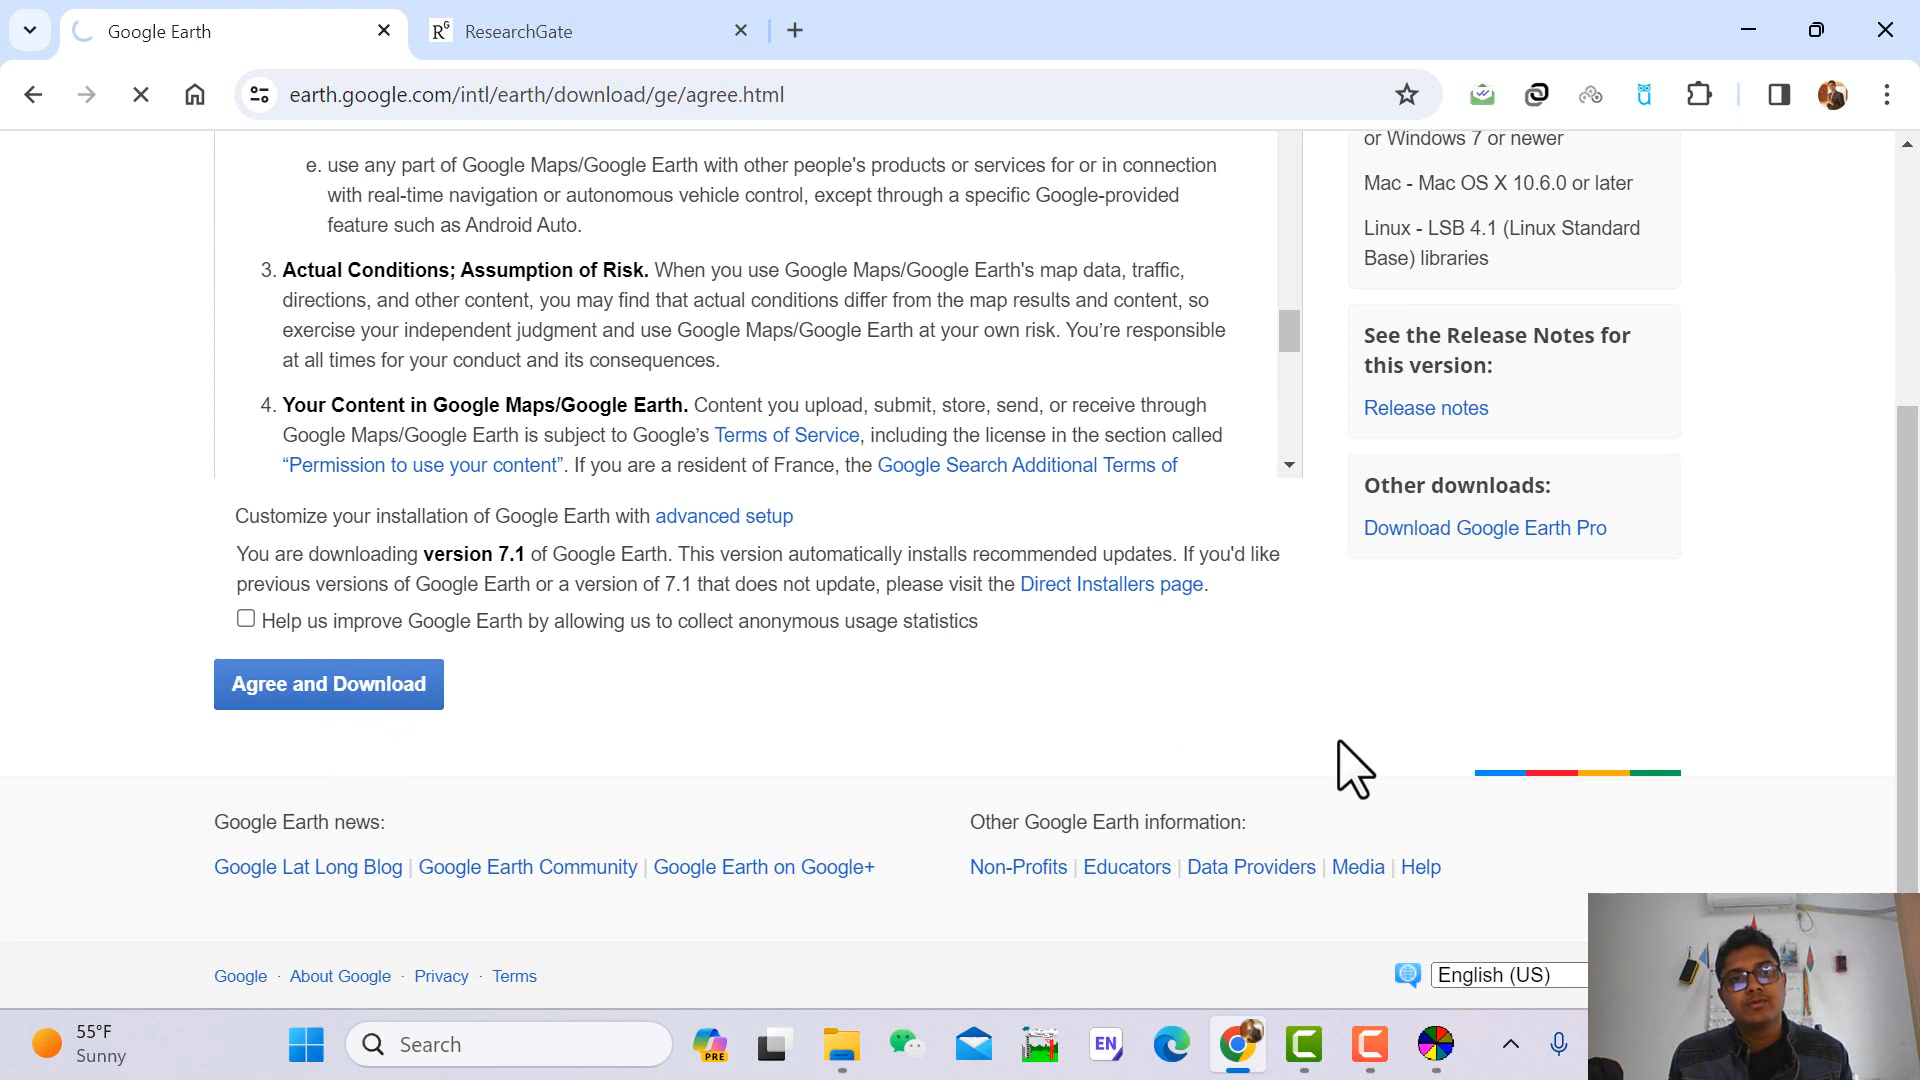 Google Earth
R^G ResearchGate
earth.google.com/intl/earth/download/ge/agree.html
e. use any part of Google Maps/Google Earth with other people's products or services for or in connection
with real-time navigation or autonomous vehicle control, except through a specific Google-provided
feature such as Android Auto.
3. Actual Conditions; Assumption of Risk. When you use Google Maps/Google Earth's map data, traffic,
directions, and other content, you may find that actual conditions differ from the map results and content, so
exercise your independent judgment and use Google Maps/Google Earth at your own risk. You’re responsible
at all times for your conduct and its consequences.
4. Your Content in Google Maps/Google Earth. Content you upload, submit, store, send, or receive through
Google Maps/Google Earth is subject to Google’s Terms of Service, including the license in the section called
“Permission to use your content”. If you are a resident of France, the Google Search Additional Terms of
Customize your installation of Google Earth with advanced setup
You are downloading version 7.1 of Google Earth. This version automatically installs recommended updates. If you'd like
previous versions of Google Earth or a version of 7.1 that does not update, please visit the Direct Installers page.
Help us improve Google Earth by allowing us to collect anonymous usage statistics
Agree and Download
or Windows 7 or newer
Mac - Mac OS X 10.6.0 or later
Linux - LSB 4.1 (Linux Standard
Base) libraries
See the Release Notes for
this version:
Release notes
Other downloads:
Download Google Earth Pro
Google Earth news:
Google Lat Long Blog | Google Earth Community | Google Earth on Google+
Other Google Earth information:
Non-Profits | Educators | Data Providers | Media | Help
Google · About Google · Privacy · Terms
English (US)
55°F
Sunny
Search
PRE
EN